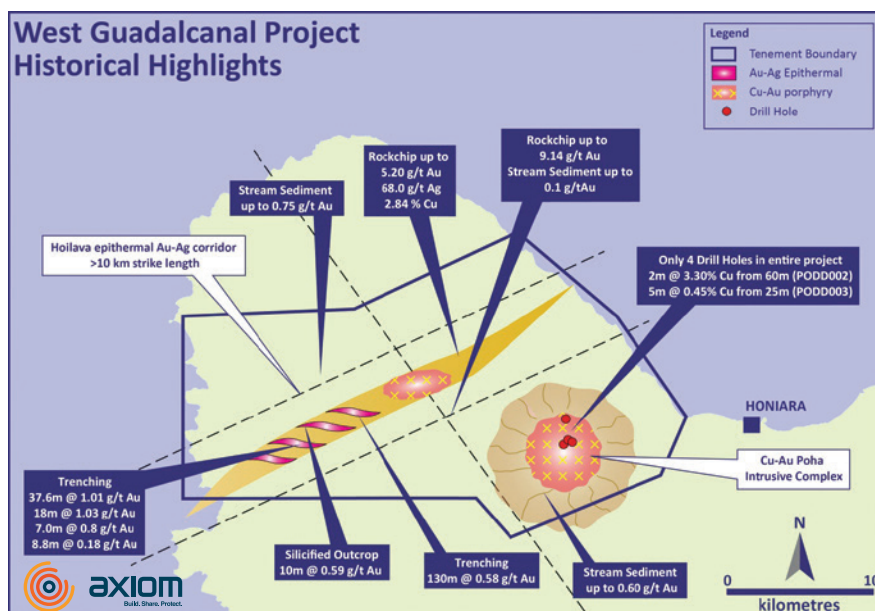 West Guadalcanal Project
Historical Highlights
Legend
Tenement Boundary
Au-Ag Epithermal
Cu-Au porphyry
Drill Hole
Stream Sediment
up to 0.75 g/t Au
Rockchip up to
5.20 g/t Au
68.0 g/t Ag
2.84 % Cu
Rockchip up to
9.14 g/t Au
Stream Sediment up to
0.1 g/tAu
Hoilava epithermal Au-Ag corridor
>10 km strike length
Only 4 Drill Holes in entire project
2m @ 3.30% Cu from 60m (PODD002)
5m @ 0.45% Cu from 25m (PODD003)
HONIARA
Cu-Au Poha
Intrusive Complex
Trenching
37.6m @ 1.01 g/t Au
18m @ 1.03 g/t Au
7.0m @ 0.8 g/t Au
8.8m @ 0.18 g/t Au
Silicified Outcrop
10m @ 0.59 g/t Au
Trenching
130m @ 0.58 g/t Au
Stream Sediment
up to 0.60 g/t Au
N
0 10
kilometres
axiom
Build. Share. Protect.